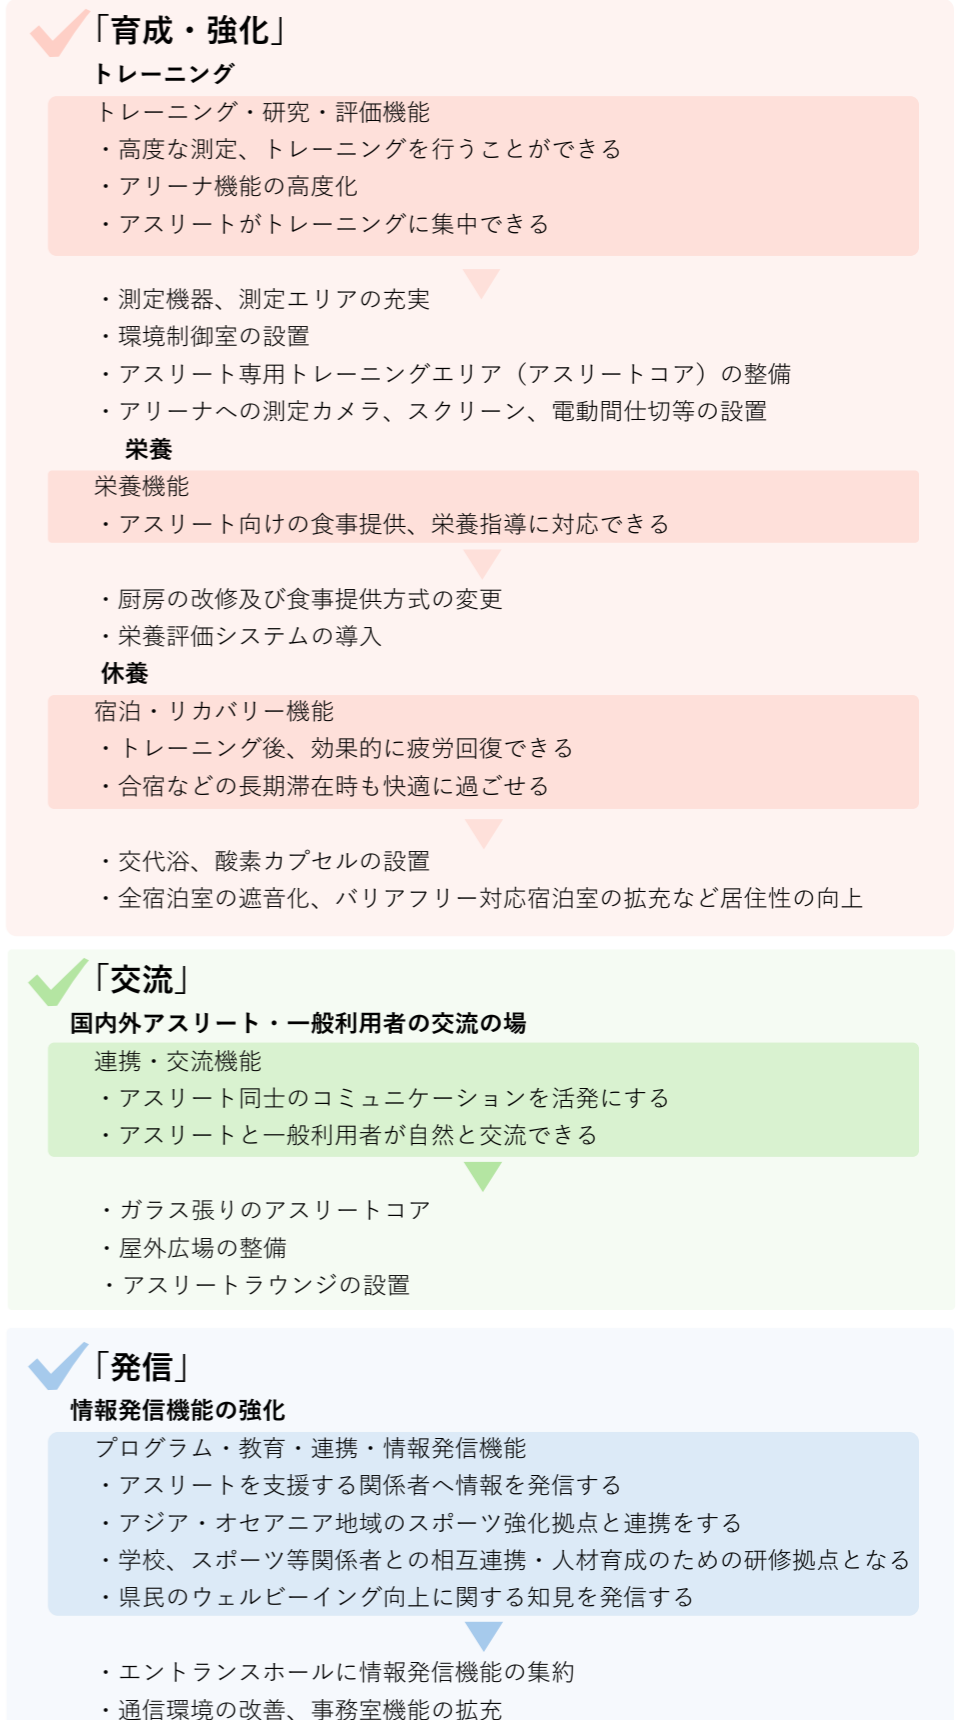 「育成・強化」
トレーニング
トレーニング・研究・評価機能
・高度な測定、トレーニングを行うことができる
・アリーナ機能の高度化
・アスリートがトレーニングに集中できる
・測定機器、測定エリアの充実
・環境制御室の設置
・アスリート専用トレーニングエリア（アスリートコア）の整備
・アリーナへの測定カメラ、スクリーン、電動間仕切等の設置
栄養
栄養機能
・アスリート向けの食事提供、栄養指導に対応できる
・厨房の改修及び食事提供方式の変更
・栄養評価システムの導入
休養
宿泊・リカバリー機能
・トレーニング後、効果的に疲労回復できる
・合宿などの長期滞在時も快適に過ごせる
・交代浴、酸素カプセルの設置
・全宿泊室の遮音化、バリアフリー対応宿泊室の拡充など居住性の向上
「交流」
国内外アスリート・一般利用者の交流の場
連携・交流機能
・アスリート同士のコミュニケーションを活発にする
・アスリートと一般利用者が自然と交流できる
・ガラス張りのアスリートコア
・屋外広場の整備
・アスリートラウンジの設置
「発信」
情報発信機能の強化
プログラム・教育・連携・情報発信機能
・アスリートを支援する関係者へ情報を発信する
・アジア・オセアニア地域のスポーツ強化拠点と連携をする
・学校、スポーツ等関係者との相互連携・人材育成のための研修拠点となる
・県民のウェルビーイング向上に関する知見を発信する
・エントランスホールに情報発信機能の集約
・通信環境の改善、事務室機能の拡充